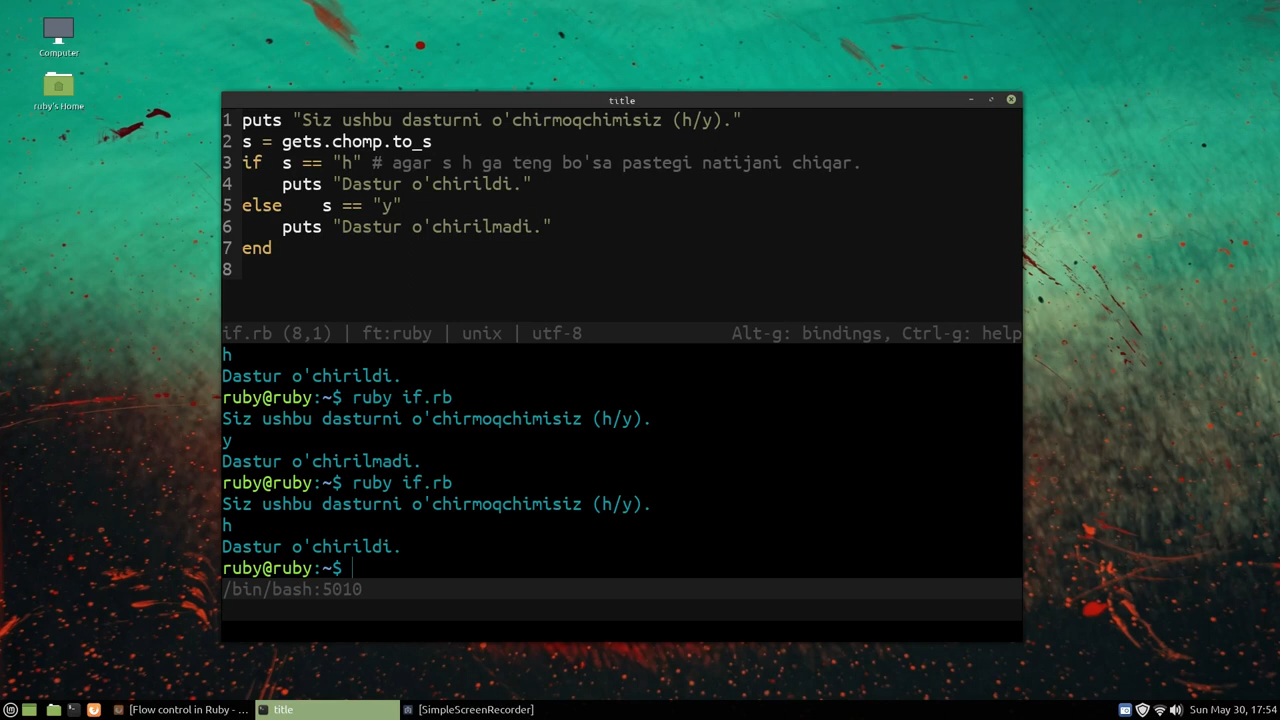 Computer
ruby's Home
title
1 puts "Siz ushbu dasturni o'chirmoqchimisiz (h/y)."
2 s = gets.chomp.to_s
3 if  s == "h" # agar s h ga teng bo'sa pastegi natijani chiqar.
4     puts "Dastur o'chirildi."
5 else    s == "y"
6     puts "Dastur o'chirilmadi."
7 end
8
if.rb (8,1) | ft:ruby | unix | utf-8 Alt-g: bindings, Ctrl-g: help
h
Dastur o'chirildi.
ruby@ruby:~$ ruby if.rb
Siz ushbu dasturni o'chirmoqchimisiz (h/y).
y
Dastur o'chirilmadi.
ruby@ruby:~$ ruby if.rb
Siz ushbu dasturni o'chirmoqchimisiz (h/y).
h
Dastur o'chirildi.
ruby@ruby:~$
/bin/bash:5010
[Flow control in Ruby - ... title [SimpleScreenRecorder] Sun May 30, 17:54